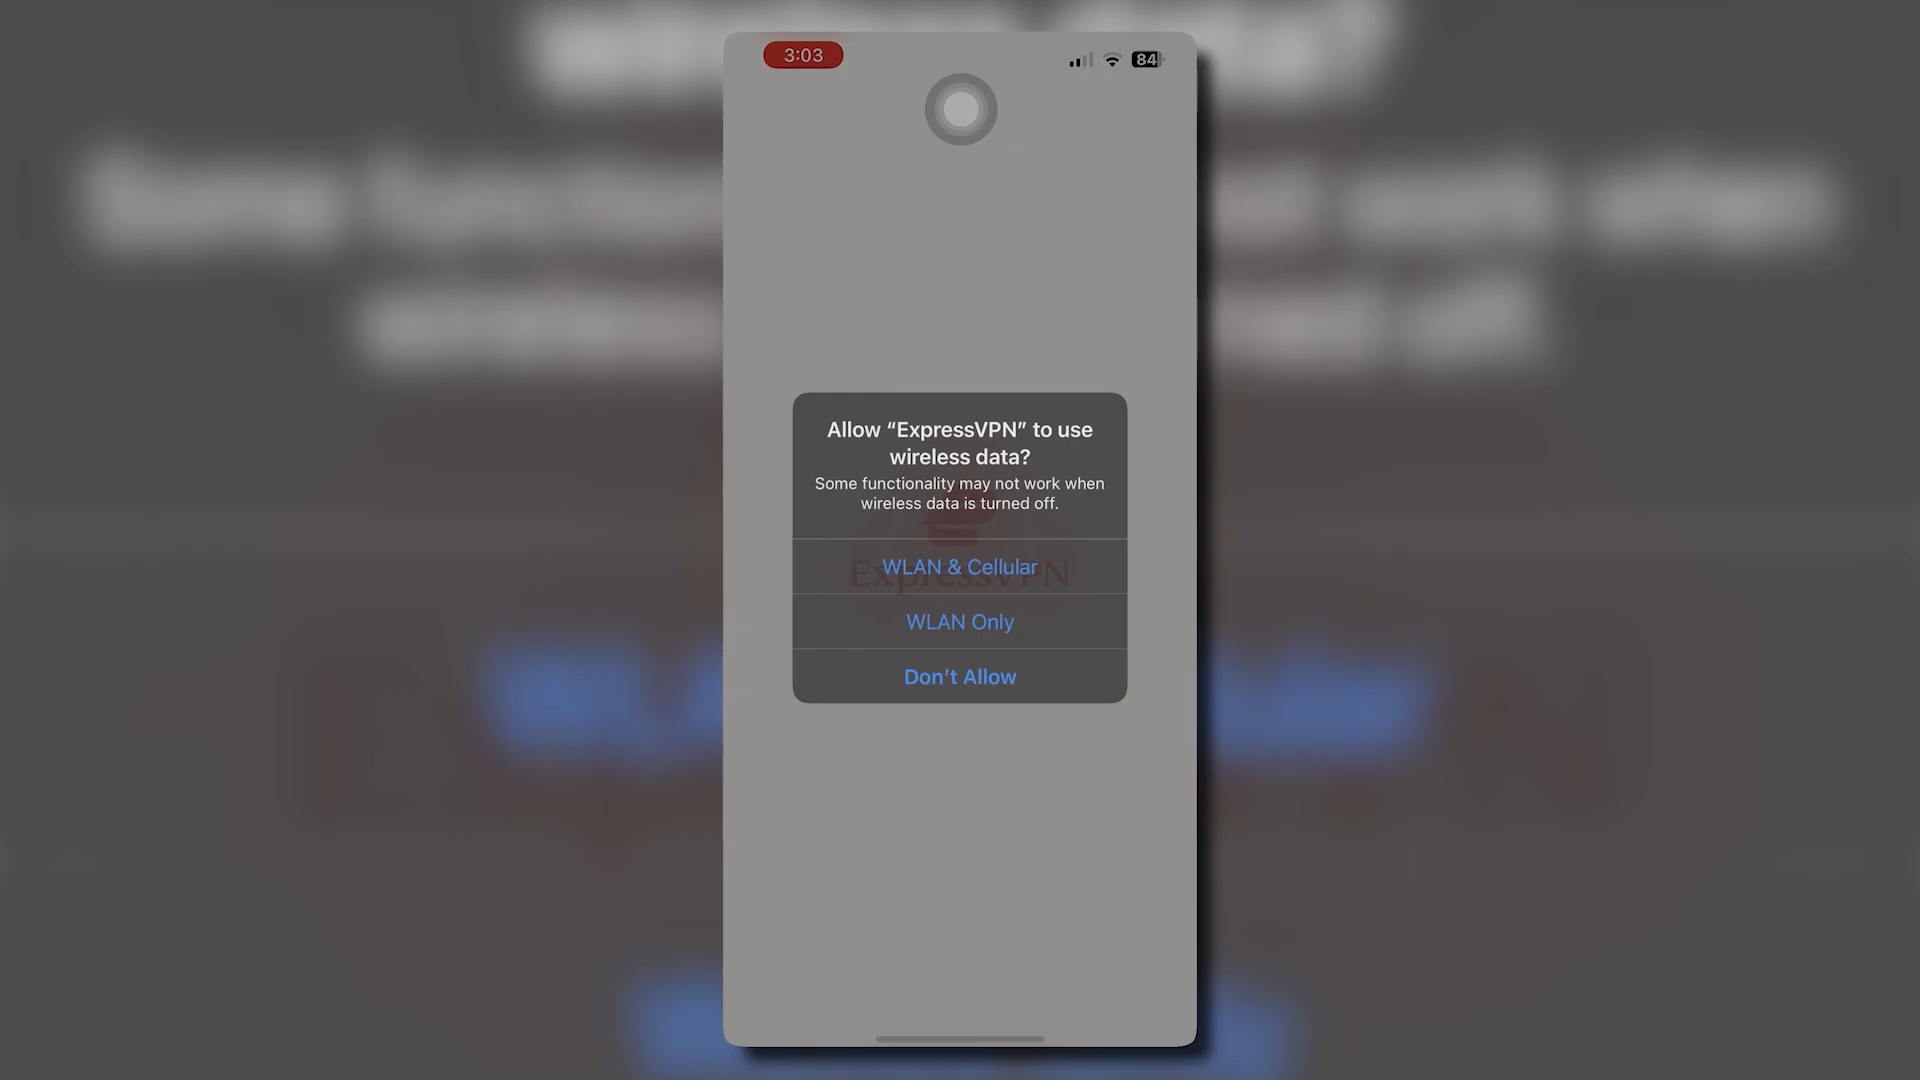 3:03
84
Allow “ExpressVPN” to use
wireless data?
Some functionality may not work when
wireless data is turned off.
WLAN & Cellular
ExpressVPN
WLAN Only
Don’t Allow